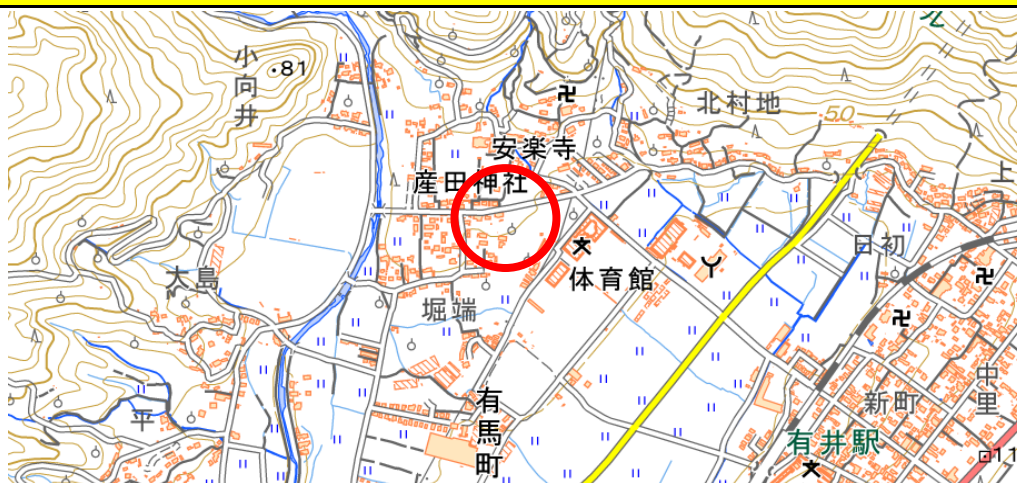 小向井
・81
北村地
50
安楽寺
産田神社
上
日初
大島
体育館
堀端
中里
有馬町
新町
平
有井駅
11